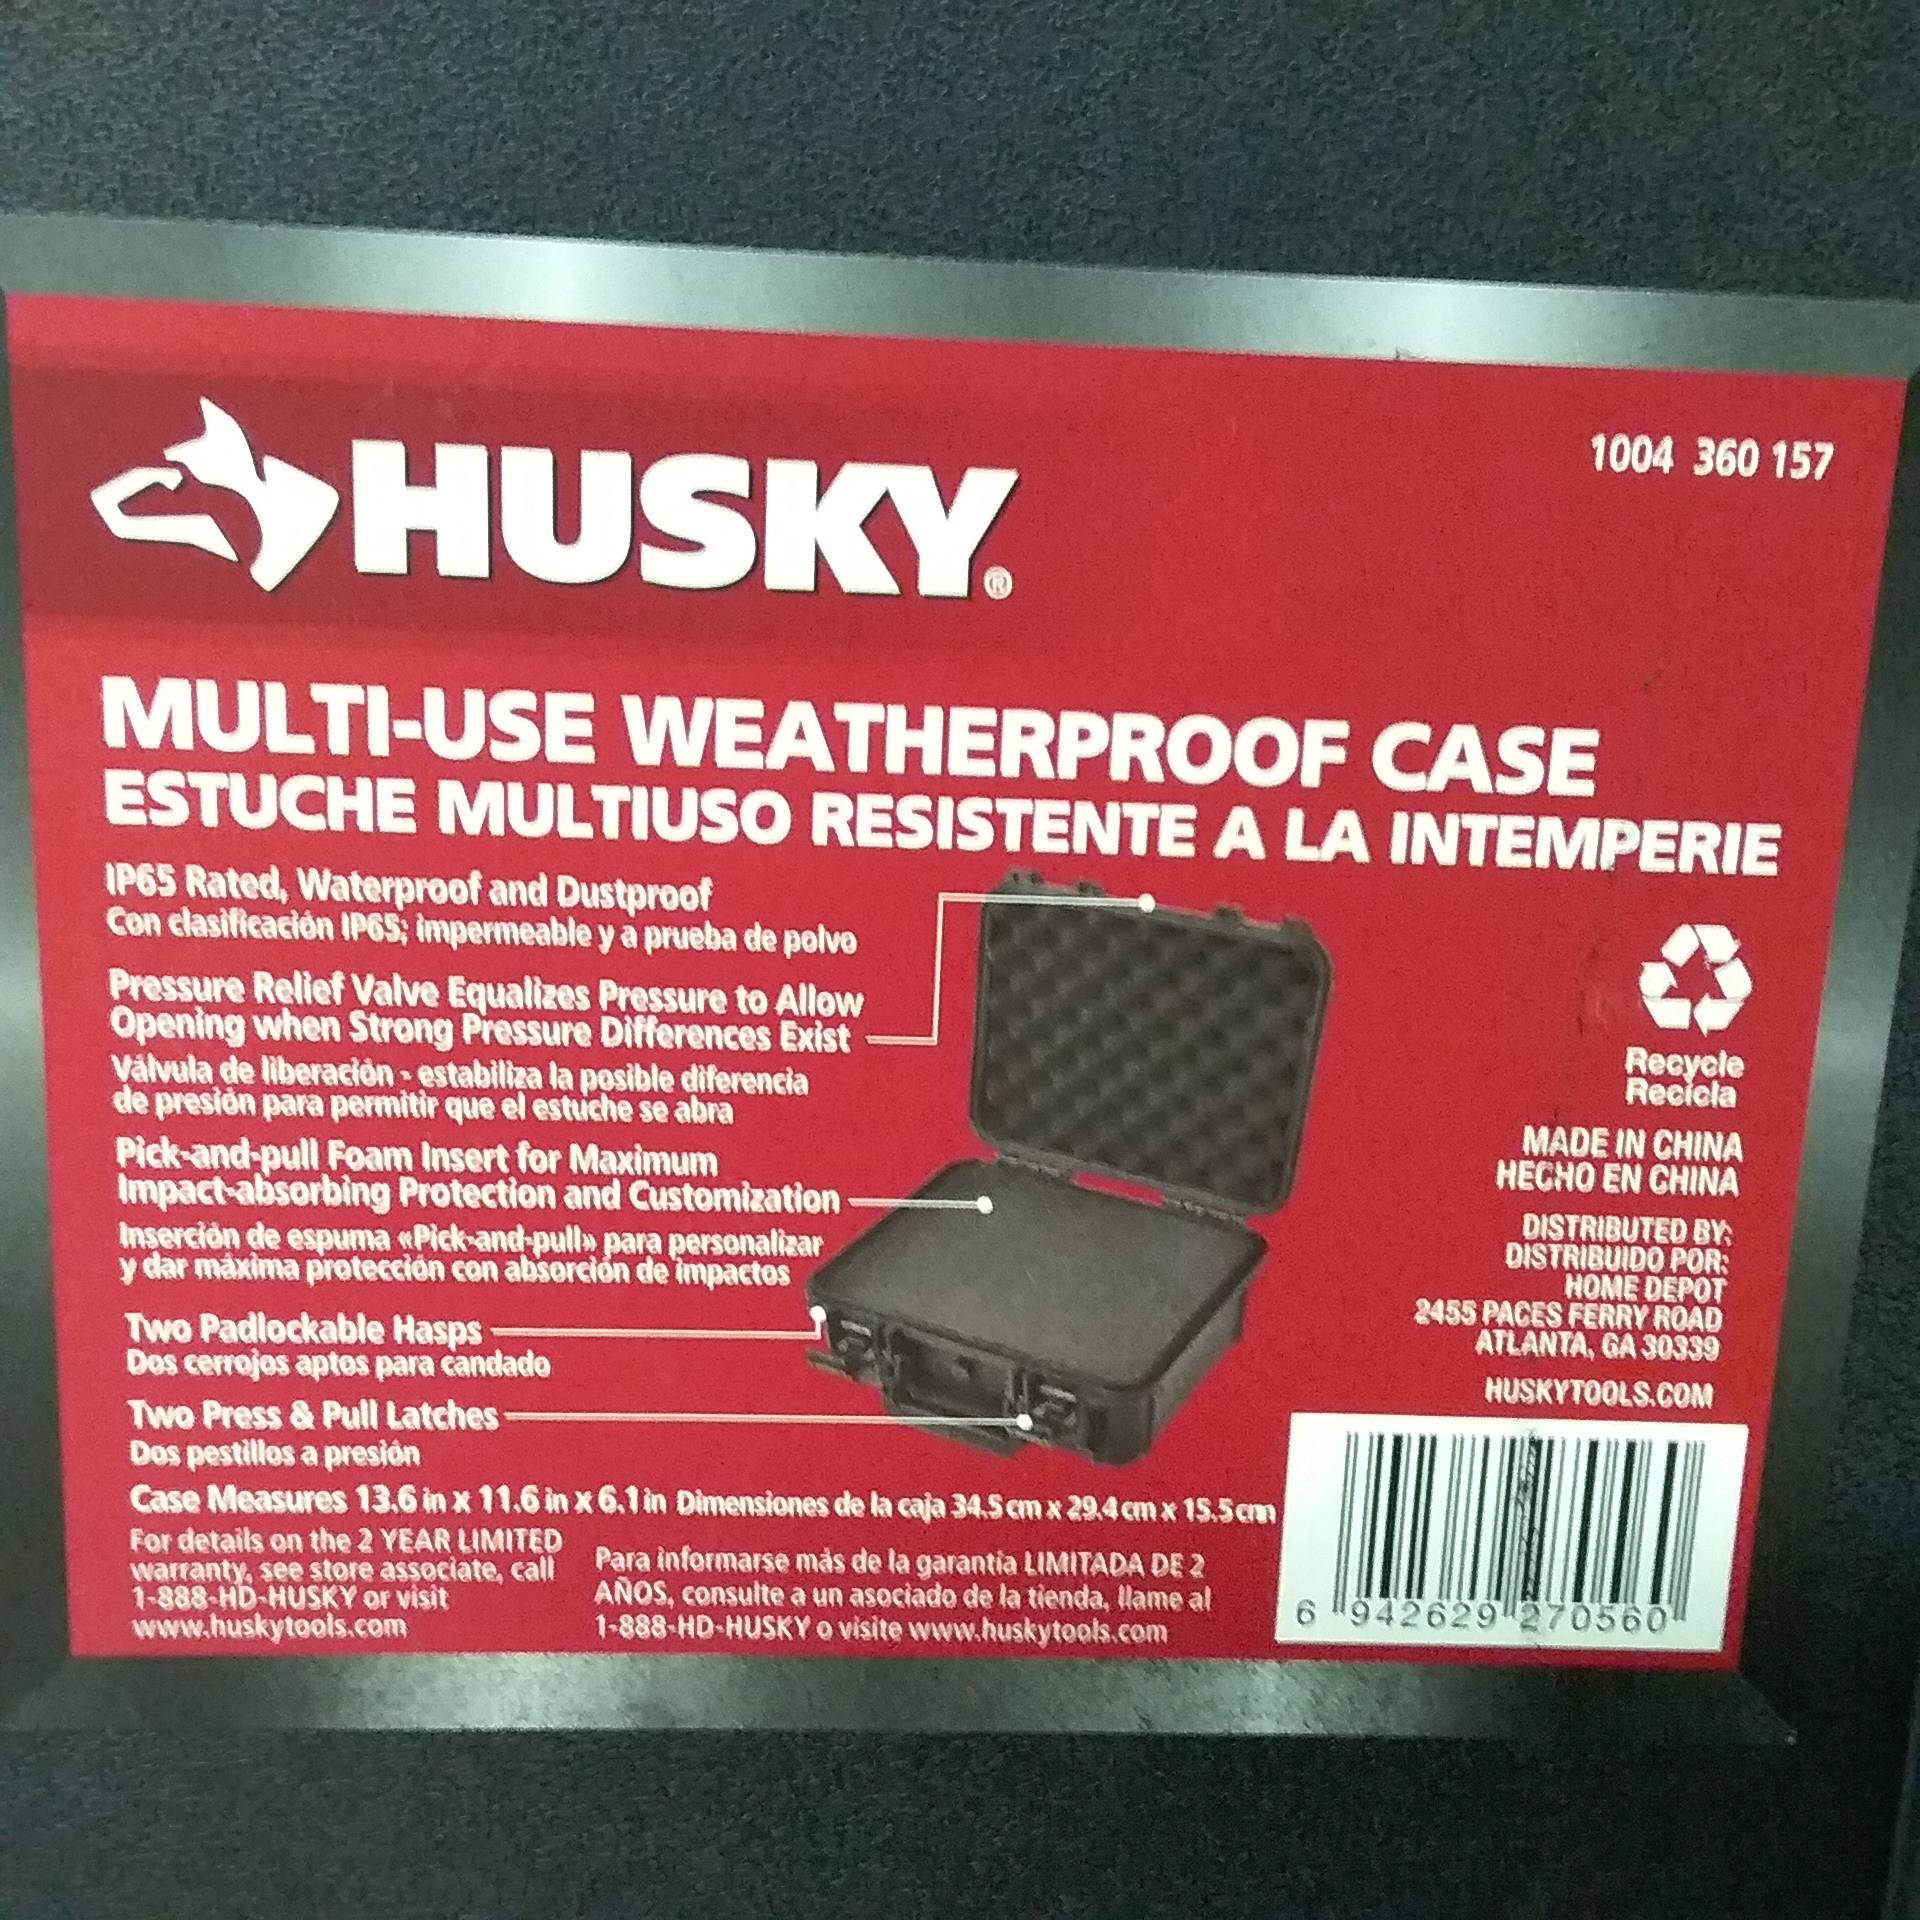 HUSKY®
1004 360 157
MULTI-USE WEATHERPROOF CASE
ESTUCHE MULTIUSO RESISTENTE A LA INTEMPERIE
IP65 Rated, Waterproof and Dustproof
Con clasificación IP65; impermeable y a prueba de polvo
Pressure Relief Valve Equalizes Pressure to Allow
Opening when Strong Pressure Differences Exist
Válvula de liberación - estabiliza la posible diferencia
de presión para permitir que el estuche se abra
Pick-and-pull Foam Insert for Maximum
Impact-absorbing Protection and Customization
Inserción de espuma «Pick-and-pull» para personalizar
y dar máxima protección con absorción de impactos
Two Padlockable Hasps
Dos cerrojos aptos para candado
Two Press & Pull Latches
Dos pestillos a presión
Case Measures 13.6 in x 11.6 in x 6.1 in Dimensiones de la caja 34.5 cm x 29.4 cm x 15.5 cm
For details on the 2 YEAR LIMITED
warranty, see store associate, call
1-888-HD-HUSKY or visit
www.huskytools.com
Para informarse más de la garantía LIMITADA DE 2
AÑOS, consulte a un asociado de la tienda, llame al
1-888-HD-HUSKY o visite www.huskytools.com
Recycle
Recicla
MADE IN CHINA
HECHO EN CHINA
DISTRIBUTED BY:
DISTRIBUIDO POR:
HOME DEPOT
2455 PACES FERRY ROAD
ATLANTA, GA 30339
HUSKYTOOLS.COM
6 942629 270560